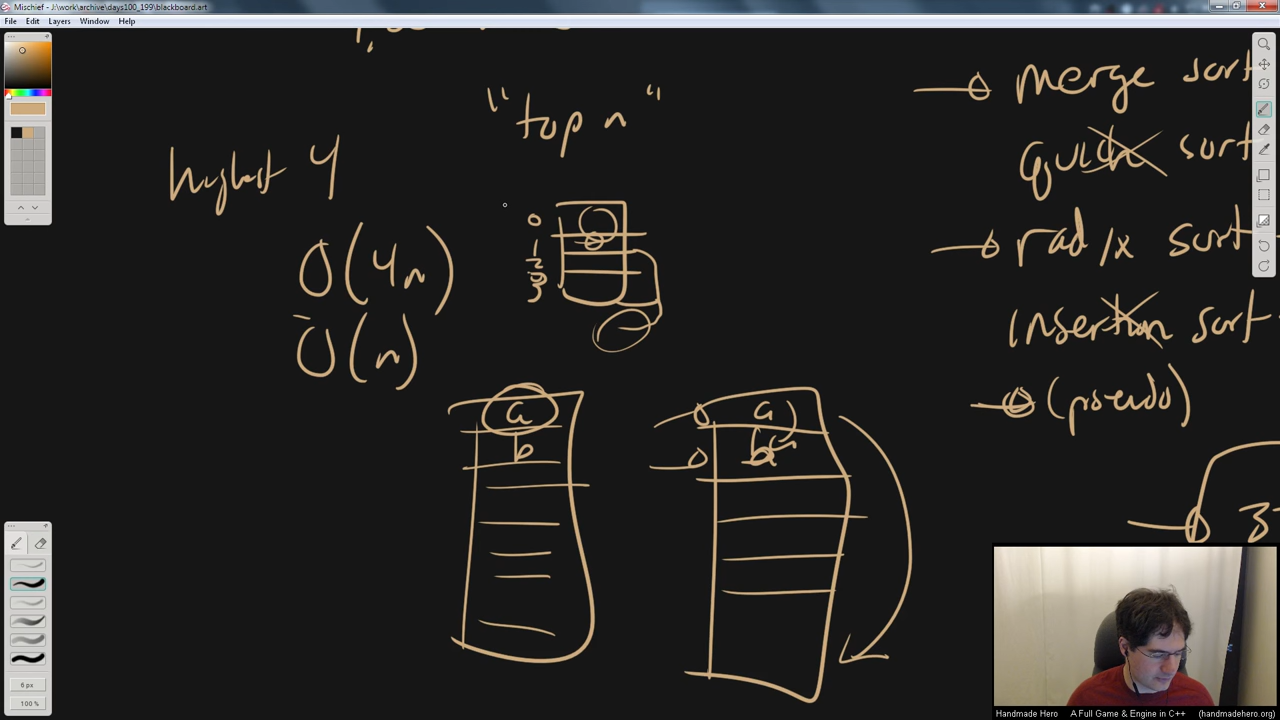 Mischief - J:\work\archive\days100_199\blackboard.art
File Edit Layers Window Help
"top n"
highest 4
O(4n)
O(n)
0
1
2
3
a
b
a
b
merge sort
quick sort
radix sort
insertion sort
(pseudo)
3
6 px
100 %
Handmade Hero A Full Game & Engine in C++ (handmadehero.org)